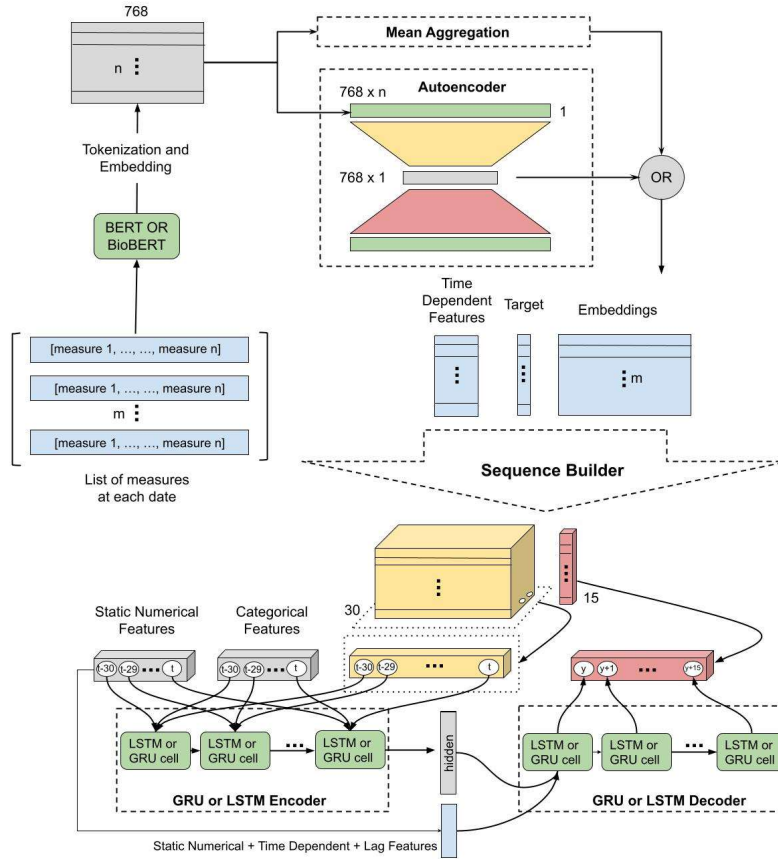 768
n
Mean Aggregation
768 x n
Autoencoder
1
Tokenization and
Embedding
768 x 1
OR
BERT OR
BioBERT
Time
Dependent
Features
Target
Embeddings
[measure 1, ..., ..., measure n]
[measure 1, ..., ..., measure n]
m
m
[measure 1, ..., ..., measure n]
List of measures
at each date
Sequence Builder
30
15
Static Numerical
Features
Categorical
Features
t-30 t-29 t
t-30 t-29 t
t-30 t-29 t
y y+1 y+15
LSTM or
GRU cell
LSTM or
GRU cell
LSTM or
GRU cell
hidden
LSTM or
GRU cell
LSTM or
GRU cell
LSTM or
GRU cell
GRU or LSTM Encoder
GRU or LSTM Decoder
Static Numerical + Time Dependent + Lag Features